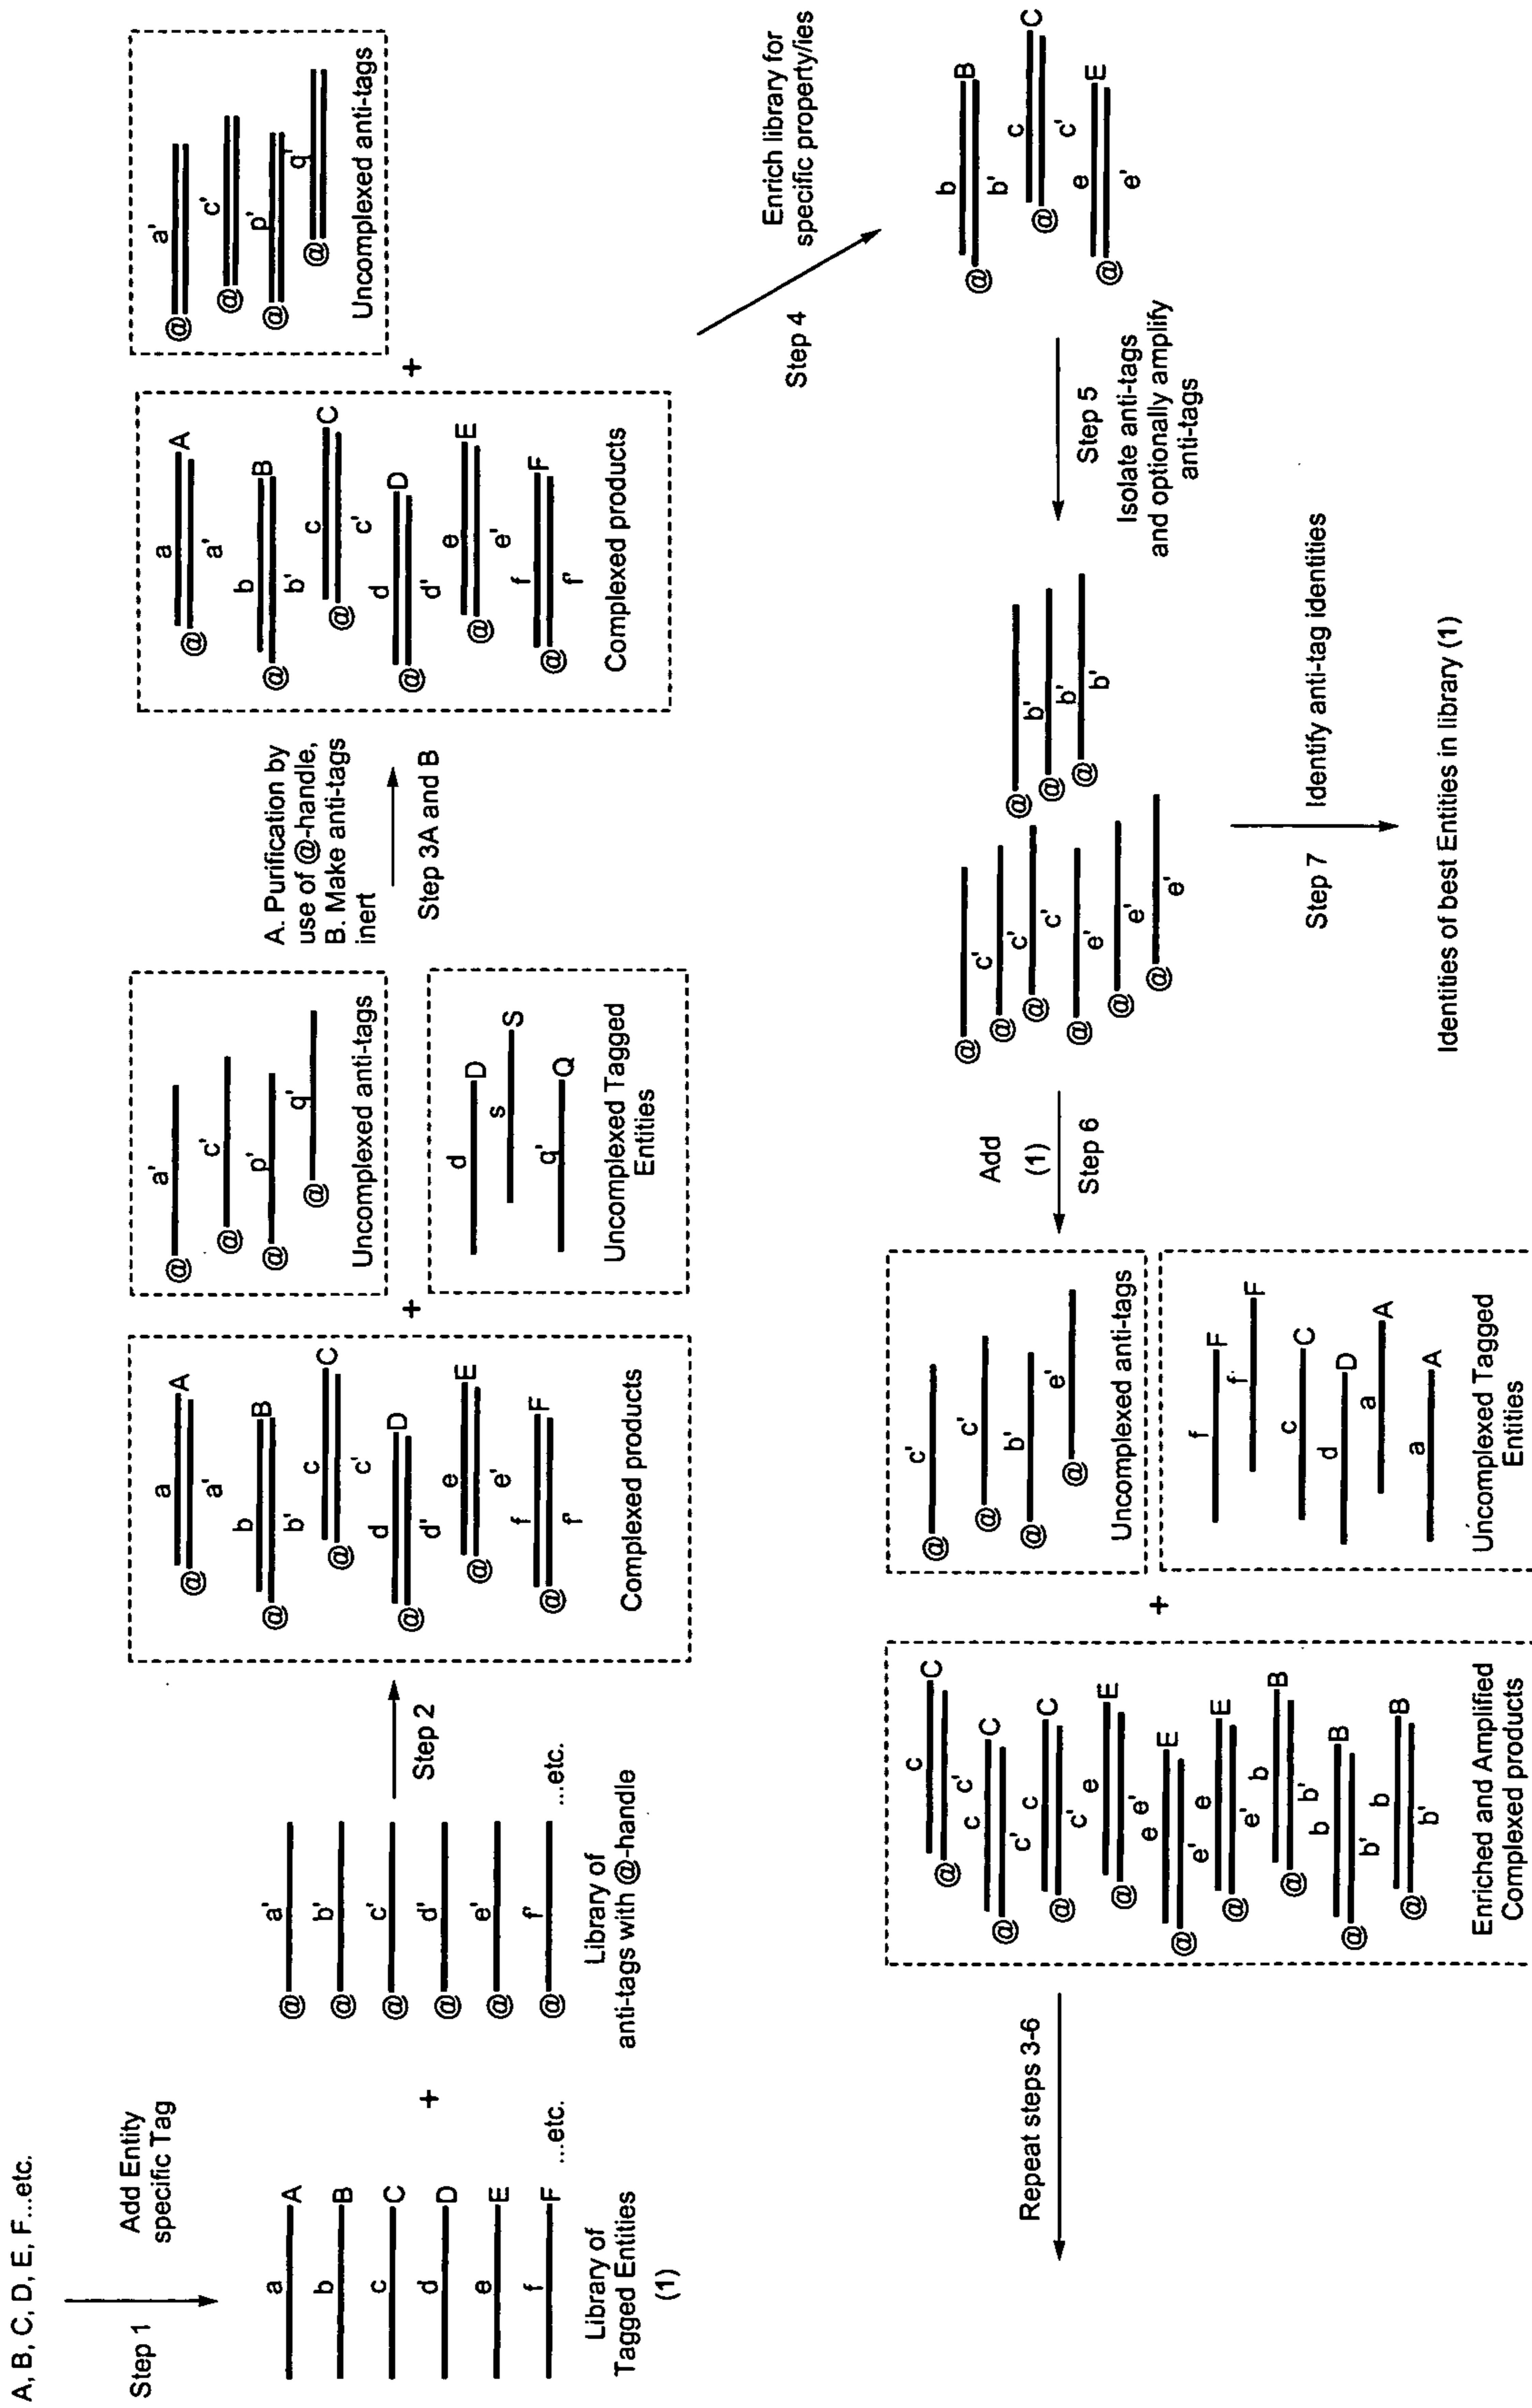 A, B, C, D, E, F...etc.
Step 1
Add Entity
specific Tag
a
A
b
B
c
C
d
D
e
E
f
F
...etc.
Library of
Tagged Entities
(1)
+
@
a'
@
b'
@
c'
@
d'
@
e'
@
f'
...etc.
Library of
anti-tags with @-handle
Step 2
a
A
@
a'
b
B
@
b'
c
C
@
c'
d
D
@
d'
e
E
@
e'
f
F
@
f'
Complexed products
+
@
a'
@
c'
@
p'
@
q'
Uncomplexed anti-tags
d
D
s
S
q'
Q
Uncomplexed Tagged
Entities
A. Purification by
use of @-handle,
B. Make anti-tags
inert
Step 3A and B
a
A
@
a'
b
B
@
b'
c
C
@
c'
d
D
@
d'
e
E
@
e'
f
F
@
f'
Complexed products
+
@
a'
@
c'
@
p'
@
q'
Uncomplexed anti-tags
Step 4
Enrich library for
specific property/ies
b
B
@
b'
c
C
@
c'
e
E
@
e'
Step 5
Isolate anti-tags
and optionally amplify
anti-tags
@
c'
@
c'
@
c'
@
e'
@
e'
@
e'
@
b'
@
b'
@
b'
Step 7
Identify anti-tag identities
Identities of best Entities in library (1)
Add
(1)
Step 6
@
c'
@
c'
@
b'
@
e'
Uncomplexed anti-tags
f
F
f
F
c
C
d
D
a
A
a
A
Uncomplexed Tagged
Entities
+
c
C
@
c'
c
C
@
c'
c
C
@
c'
e
E
@
e'
e
E
@
e'
e
E
@
e'
b
B
@
b'
b
B
@
b'
b
B
@
b'
Enriched and Amplified
Complexed products
Repeat steps 3-6